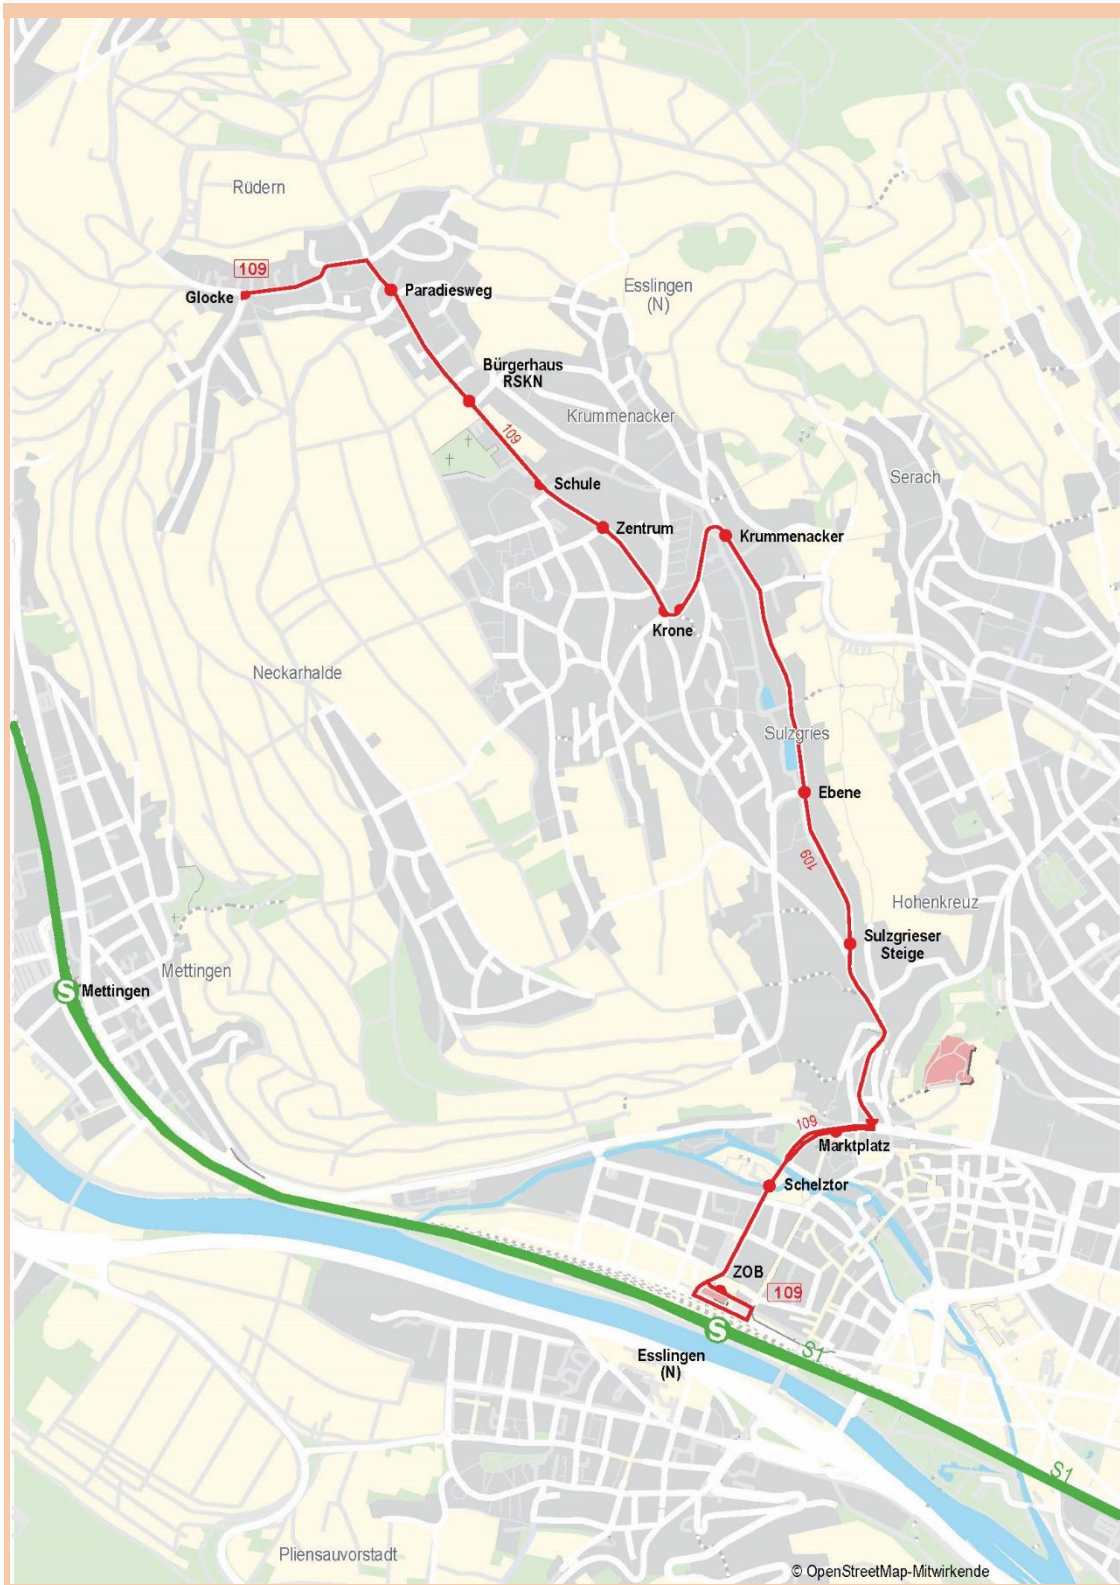 Rüdern
109
Glocke
Paradiesweg
Esslingen
(N)
Bürgerhaus
RSKN
Krummenacker
109
Schule
Serach
Zentrum
Krummenacker
Krone
Neckarhalde
Sulzgries
Ebene
109
Hohenkreuz
Sulzgrieser
Steige
Mettingen
S Mettingen
109
Marktplatz
Schelztor
ZOB
109
S
Esslingen
(N)
S1
S1
Pliensauvorstadt
© OpenStreetMap-Mitwirkende